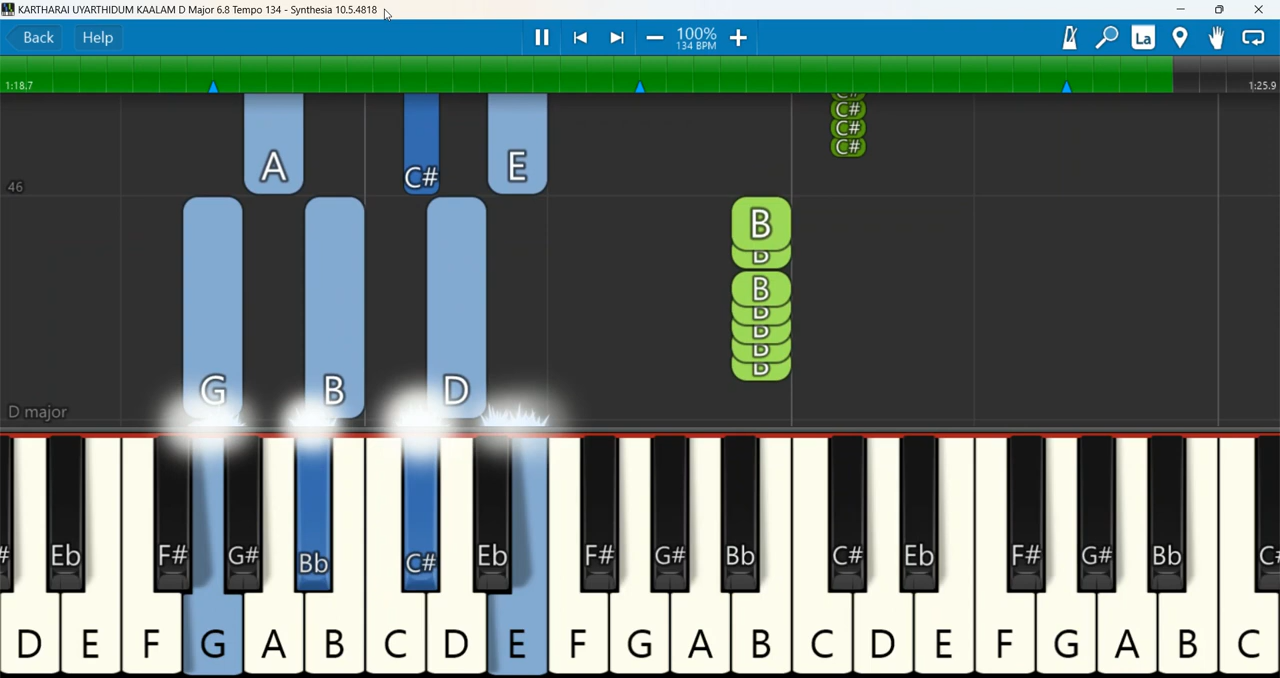 KARTHARAI UYARTHIDUM KAALAM D Major 6.8 Tempo 134 - Synthesia 10.5.4818
Back Help 100% La
134 BPM
1:18.7 1:25.9
C#
C#
C#
C#
A C# E
46
B
B
G B D
D major
Eb F# G# Bb C# Eb F# G# Bb C# Eb F# G# Bb
D E F G A B C D E F G A B C D E F G A B C